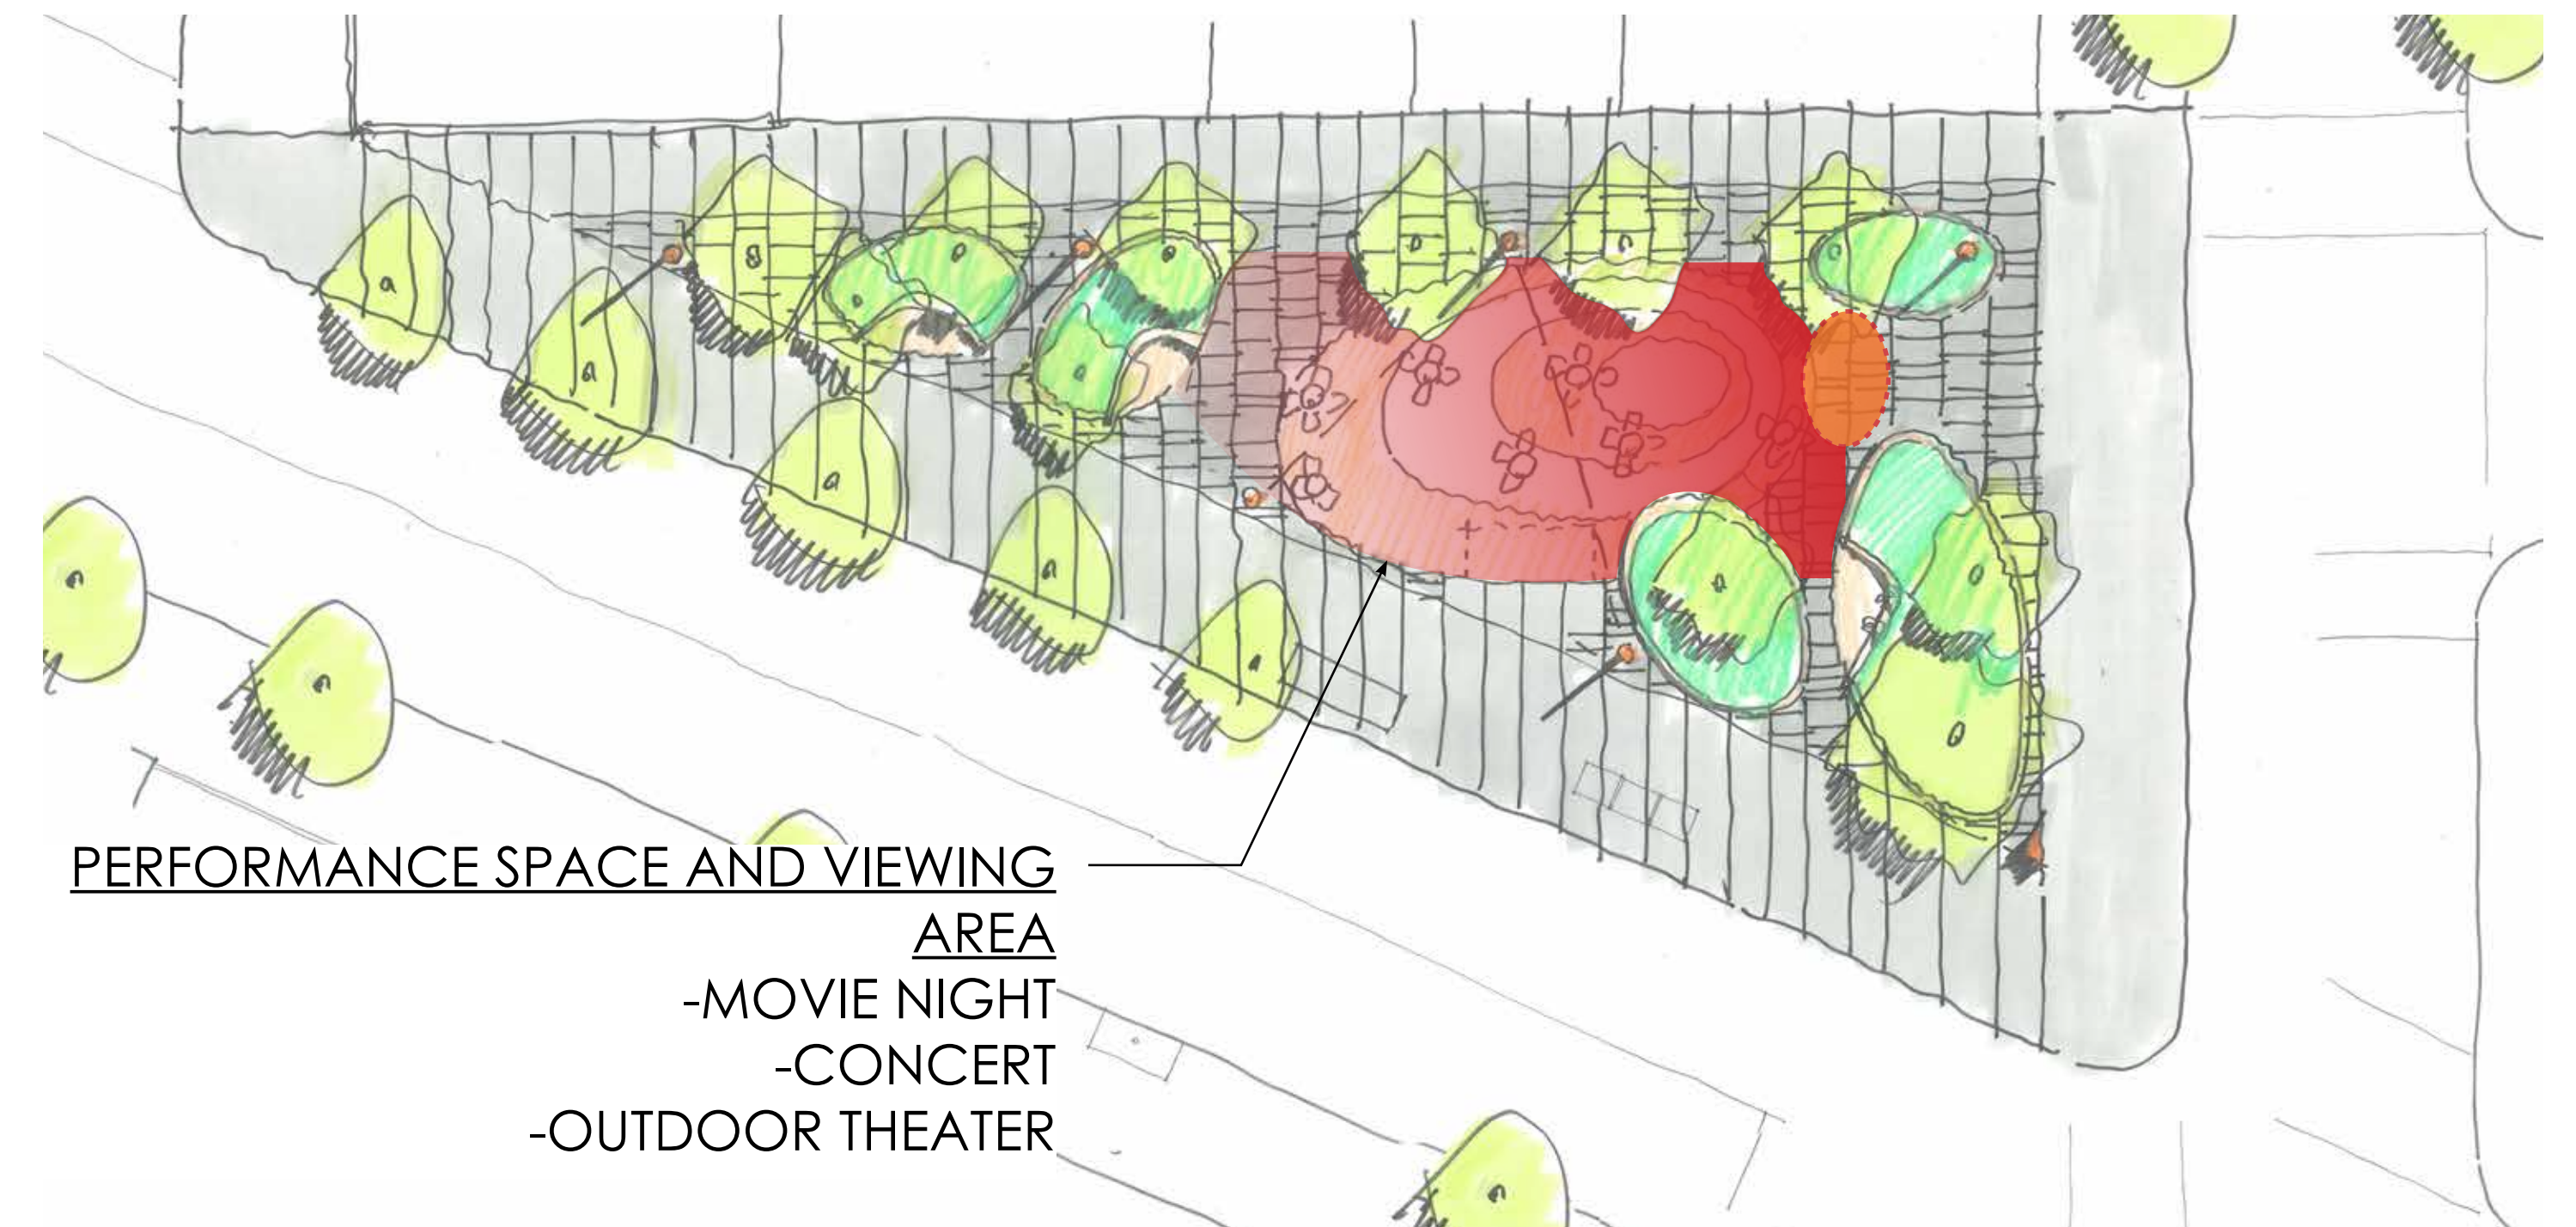 PERFORMANCE SPACE AND VIEWING
AREA
-MOVIE NIGHT
-CONCERT
-OUTDOOR THEATER